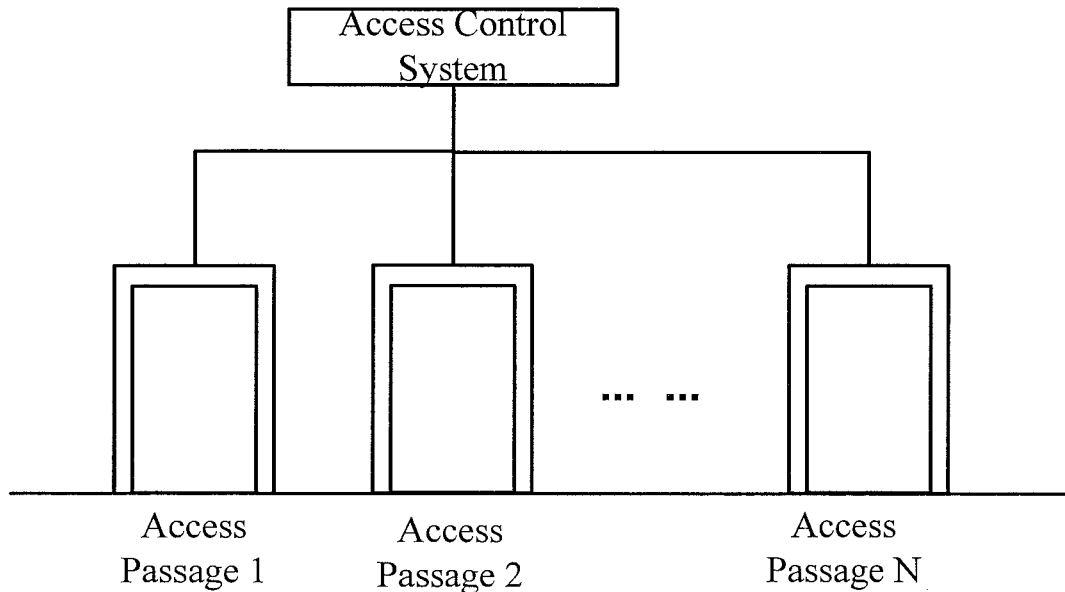 Access Control
System
... ...
Access
Passage 1
Access
Passage 2
Access
Passage N